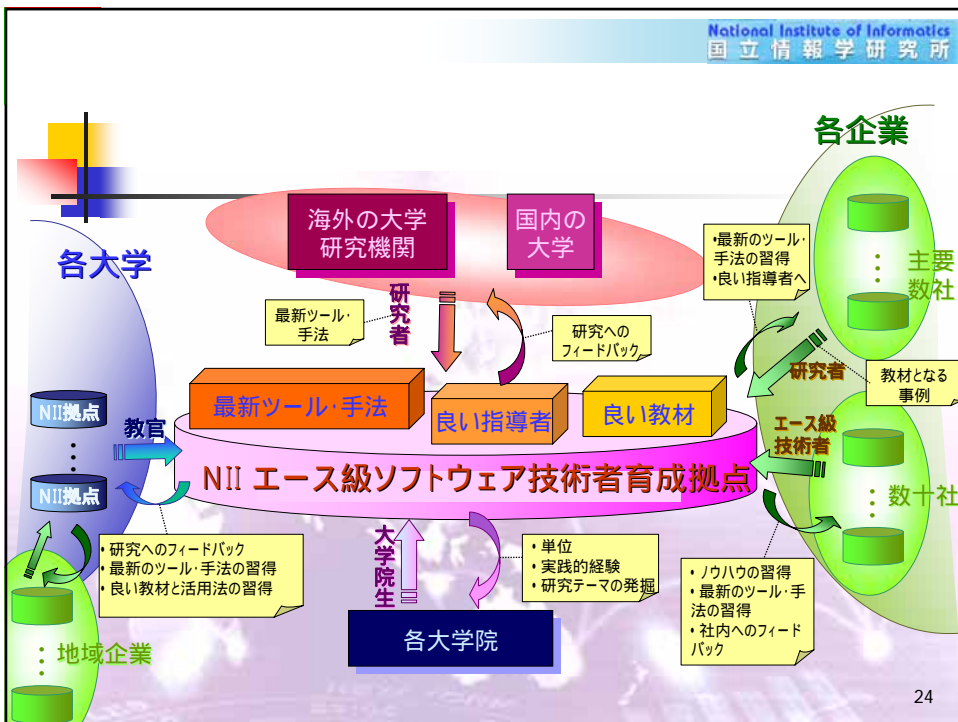 National Institute of Informatics
国立情報学研究所
各企業
海外の大学
研究機関
国内の
大学
•最新のツール・
手法の習得
•良い指導者へ
主要
数社
各大学
研究者
最新ツール・
手法
研究への
フィードバック
研究者
教材となる
事例
最新ツール・手法
良い指導者
良い教材
エース級
技術者
NII拠点
教官
NII拠点
NII エース級ソフトウェア技術者育成拠点
数十社
• 研究へのフィードバック
• 最新のツール・手法の習得
• 良い教材と活用法の習得
大学院生
• 単位
• 実践的経験
• 研究テーマの発掘
• ノウハウの習得
• 最新のツール・手
法の習得
• 社内へのフィード
バック
各大学院
地域企業
24